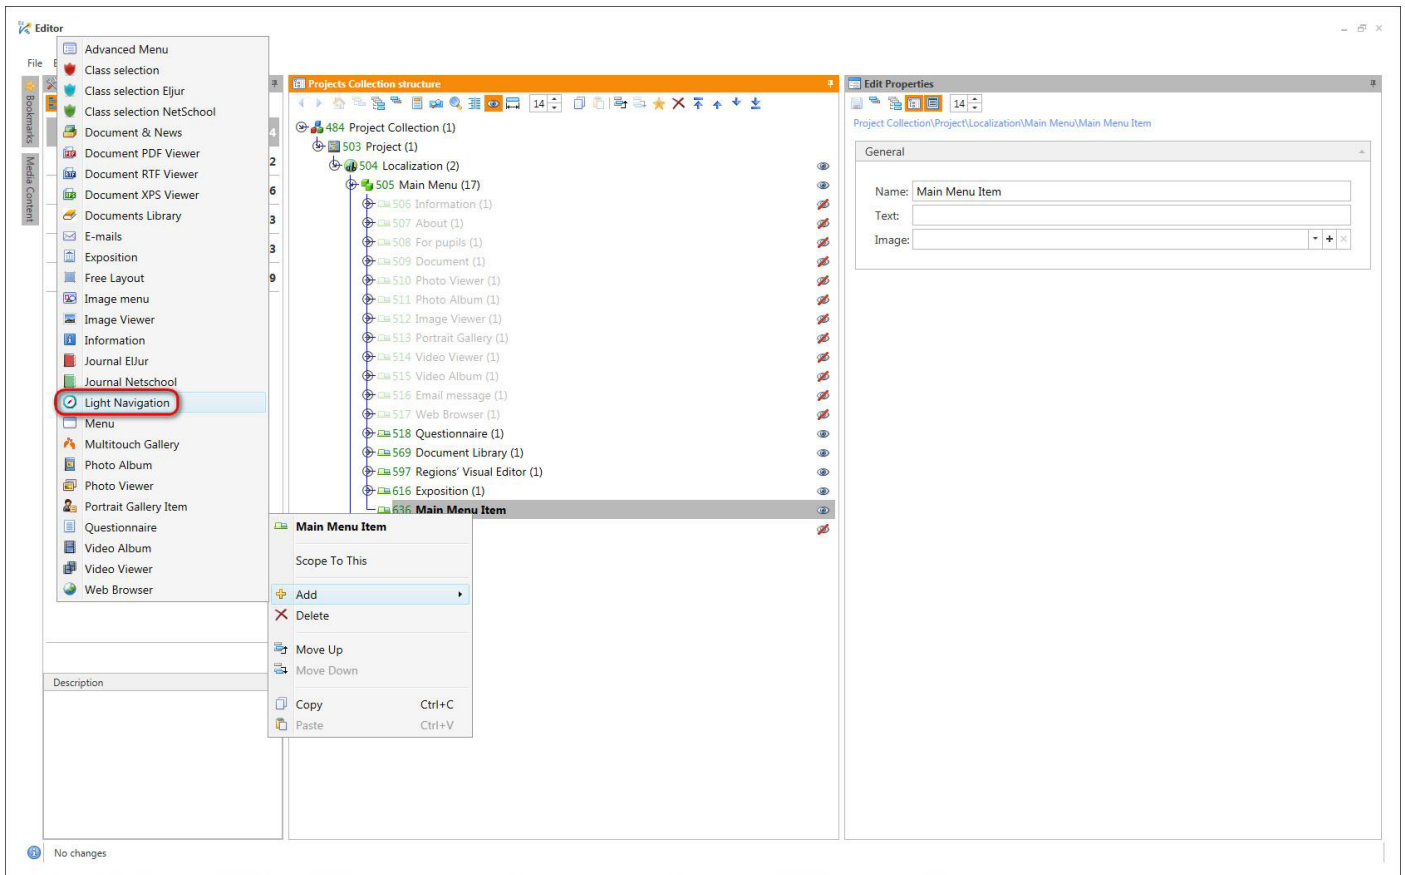 Editor
File
Advanced Menu
Class selection
Class selection Eljur
Class selection NetSchool
Document & News
Document PDF Viewer
Document RTF Viewer
Document XPS Viewer
Documents Library
E-mails
Exposition
Free Layout
Image menu
Image Viewer
Information
Journal ElJur
Journal Netschool
Light Navigation
Menu
Multitouch Gallery
Photo Album
Photo Viewer
Portrait Gallery Item
Questionnaire
Video Album
Video Viewer
Web Browser
Bookmarks
Media Content
4
2
6
3
3
9
Description
Projects Collection structure
14
484 Project Collection (1)
503 Project (1)
504 Localization (2)
505 Main Menu (17)
506 Information (1)
507 About (1)
508 For pupils (1)
509 Document (1)
510 Photo Viewer (1)
511 Photo Album (1)
512 Image Viewer (1)
513 Portrait Gallery (1)
514 Video Viewer (1)
515 Video Album (1)
516 Email message (1)
517 Web Browser (1)
518 Questionnaire (1)
569 Document Library (1)
597 Regions' Visual Editor (1)
616 Exposition (1)
636 Main Menu Item
Main Menu Item
Scope To This
Add
Delete
Move Up
Move Down
Copy Ctrl+C
Paste Ctrl+V
Edit Properties
14
Project Collection\Project\Localization\Main Menu\Main Menu Item
General
Name: Main Menu Item
Text:
Image:
No changes